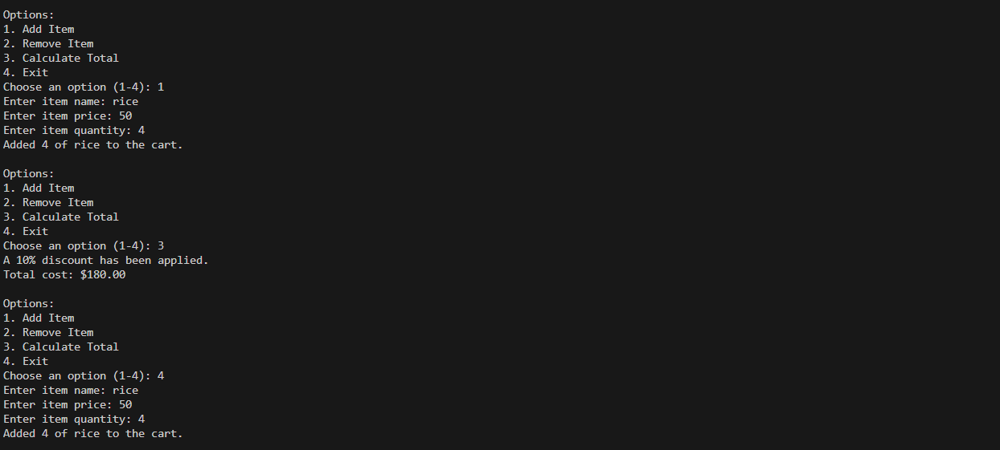 Options:
1. Add Item
2. Remove Item
3. Calculate Total
4. Exit
Choose an option (1-4): 1
Enter item name: rice
Enter item price: 50
Enter item quantity: 4
Added 4 of rice to the cart.

Options:
1. Add Item
2. Remove Item
3. Calculate Total
4. Exit
Choose an option (1-4): 3
A 10% discount has been applied.
Total cost: $180.00

Options:
1. Add Item
2. Remove Item
3. Calculate Total
4. Exit
Choose an option (1-4): 4
Enter item name: rice
Enter item price: 50
Enter item quantity: 4
Added 4 of rice to the cart.